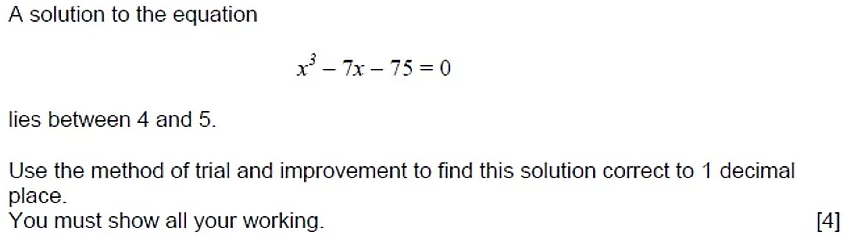 A solution to the equation
x³ – 7x – 75 = 0
lies between 4 and 5.
Use the method of trial and improvement to find this solution correct to 1 decimal
place.
You must show all your working. [4]